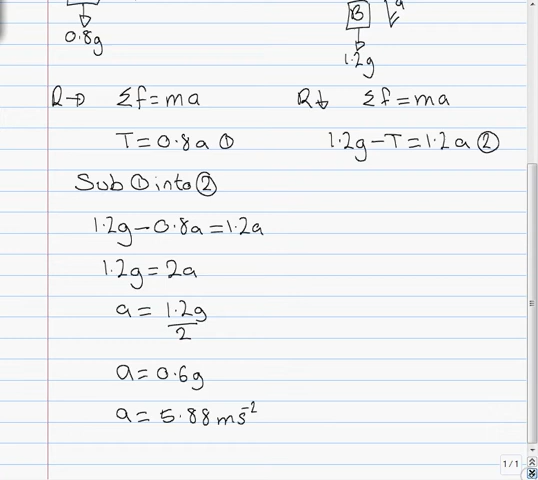 0.8g
B
a
1.2g
R→ Σf=ma
R↓ Σf=ma
T=0.8a ①
1.2g-T=1.2a ②
Sub ① into ②
1.2g-0.8a=1.2a
1.2g=2a
a = 1.2g
2
a=0.6g
a= 5.88ms⁻²
1/1